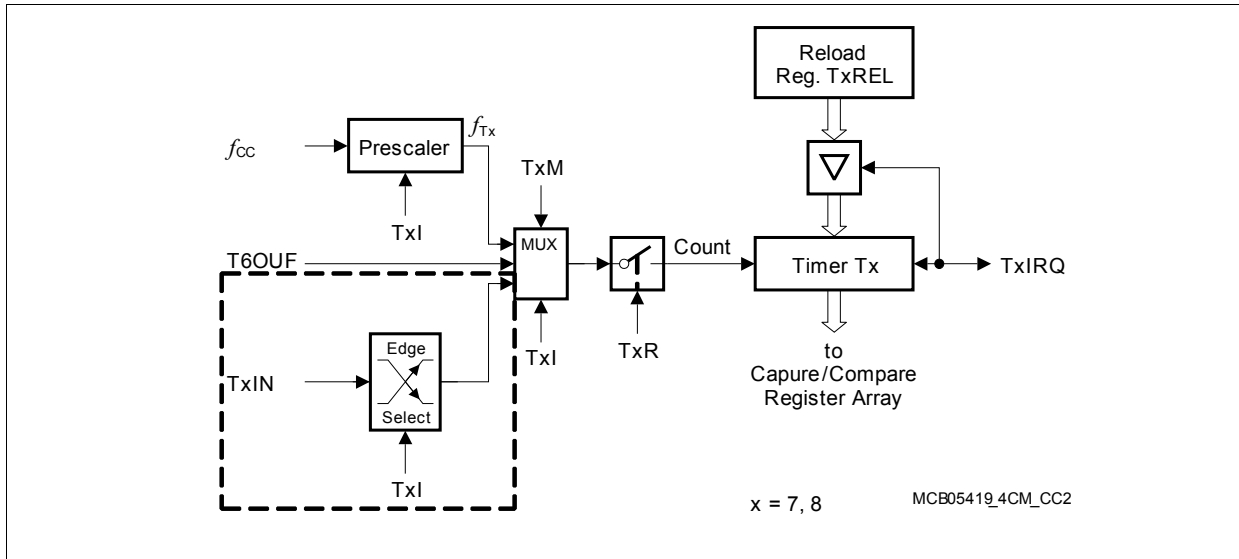 Reload
Reg. TxREL
fCC
Prescaler
fTx
TxM
TxI
MUX
T6OUF
Count
Timer Tx
TxIRQ
TxIN
Edge
Select
TxI
TxR
TxI
to
Capure/Compare
Register Array
x = 7, 8
MCB05419_4CM_CC2